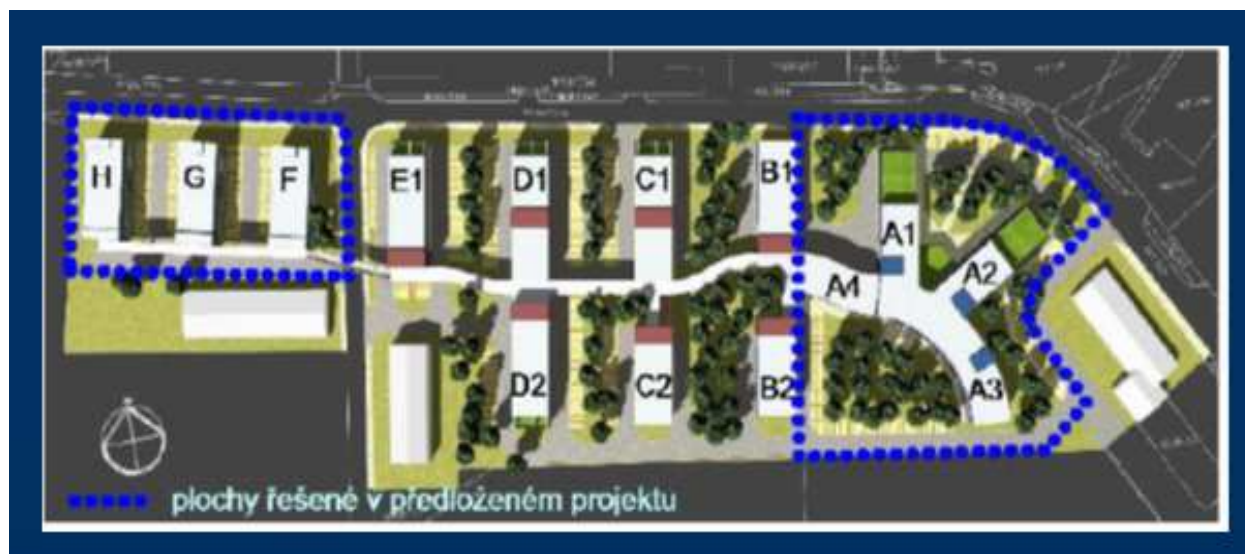 H G F E1 D1 C1 B1
A1
A4 A2
D2 C2 B2 A3
plochy řešené v předloženém projektu